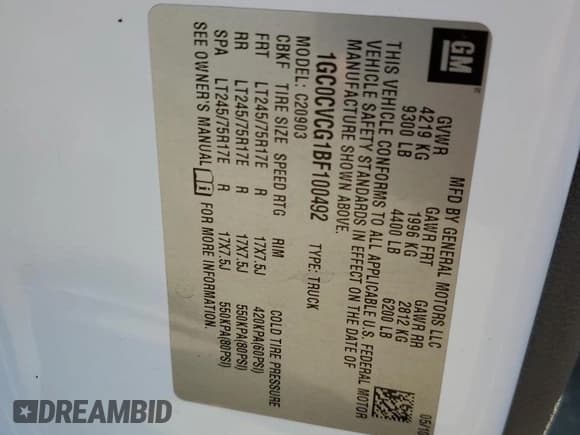 GM
MFD BY GENERAL MOTORS LLC
05/10
GVWR GAWR FRT GAWR RR
4219 KG 1996 KG 2812 KG
9300 LB 4400 LB 6200 LB
THIS VEHICLE CONFORMS TO ALL APPLICABLE U.S. FEDERAL MOTOR
VEHICLE SAFETY STANDARDS IN EFFECT ON THE DATE OF
MANUFACTURE SHOWN ABOVE.
1GC0CVCG1BF100492 TYPE: TRUCK
C20903
CBKF TIRE SIZE SPEED RTG RIM COLD TIRE PRESSURE
FRT LT245/75R17E R 17X7.5J 420KPA(60PSI)
RR LT245/75R17E R 17X7.5J 550KPA(80PSI)
SPA LT245/75R17E R 17X7.5J 550KPA(80PSI)
SEE OWNER'S MANUAL i FOR MORE INFORMATION.
DREAMBID